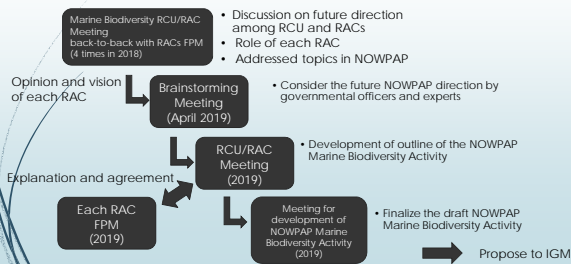 Marine Biodiversity RCU/RAC
Meeting
back-to-back with RACs FPM
(4 times in 2018)
• Discussion on future direction
among RCU and RACs
• Role of each RAC
• Addressed topics in NOWPAP
Opinion and vision
of each RAC
Brainstorming
Meeting
(April 2019)
• Consider the future NOWPAP direction by
governmental officers and experts
RCU/RAC
Meeting
(2019)
• Development of outline of the NOWPAP
Marine Biodiversity Activity
Explanation and agreement
Each RAC
FPM
(2019)
Meeting for
development of
NOWPAP Marine
Biodiversity Activity
(2019)
• Finalize the draft NOWPAP
Marine Biodiversity Activity
Propose to IGM